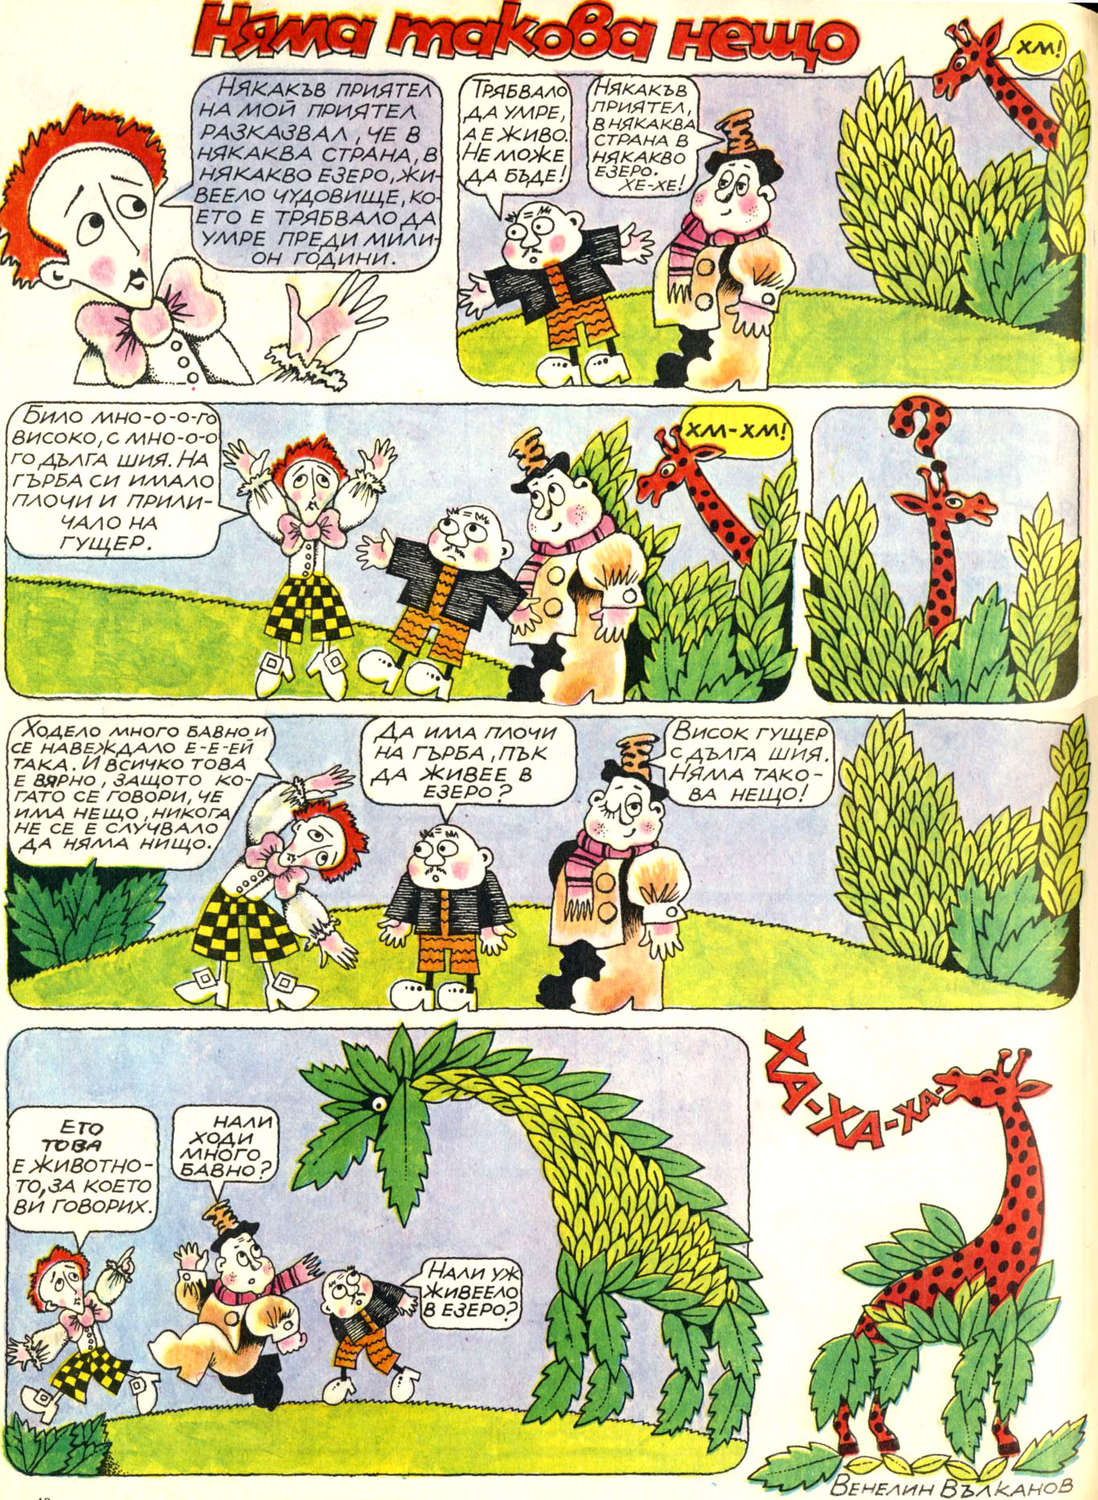 Няма такова нещо
Някакъв приятел
на мой приятел
разказвал, че в
някаква страна, в
някакво езеро, жи-
веело чудовище, ко-
ето е трябвало да
умре преди мили-
он години.
Трябвало
да умре,
а е живо.
Не може
да бъде!
Някакъв
приятел,
в някаква
страна в
някакво
езеро.
Хе-хе!
ХМ!
Било мно-о-о-го
високо, с мно-о-о
го дълга шия. На
гърба си имало
плочи и прили-
чало на
гущер.
ХМ-ХМ!
?
Ходело много бавно и
се навеждало е-е-ей
така. И всичко това
е вярно, защото ко-
гато се говори, че
има нещо, никога
не се е случвало
да няма нищо.
Да има плочи
на гърба, пък
да живее в
езеро?
Висок гущер
с дълга шия.
Няма тако-
ва нещо!
Ето
това
е животно-
то, за което
ви говорих.
Нали
ходи
много
бавно?
Нали уж
живеело
в езеро?
ХА-ХА-ХА-
Венелин Вълканов